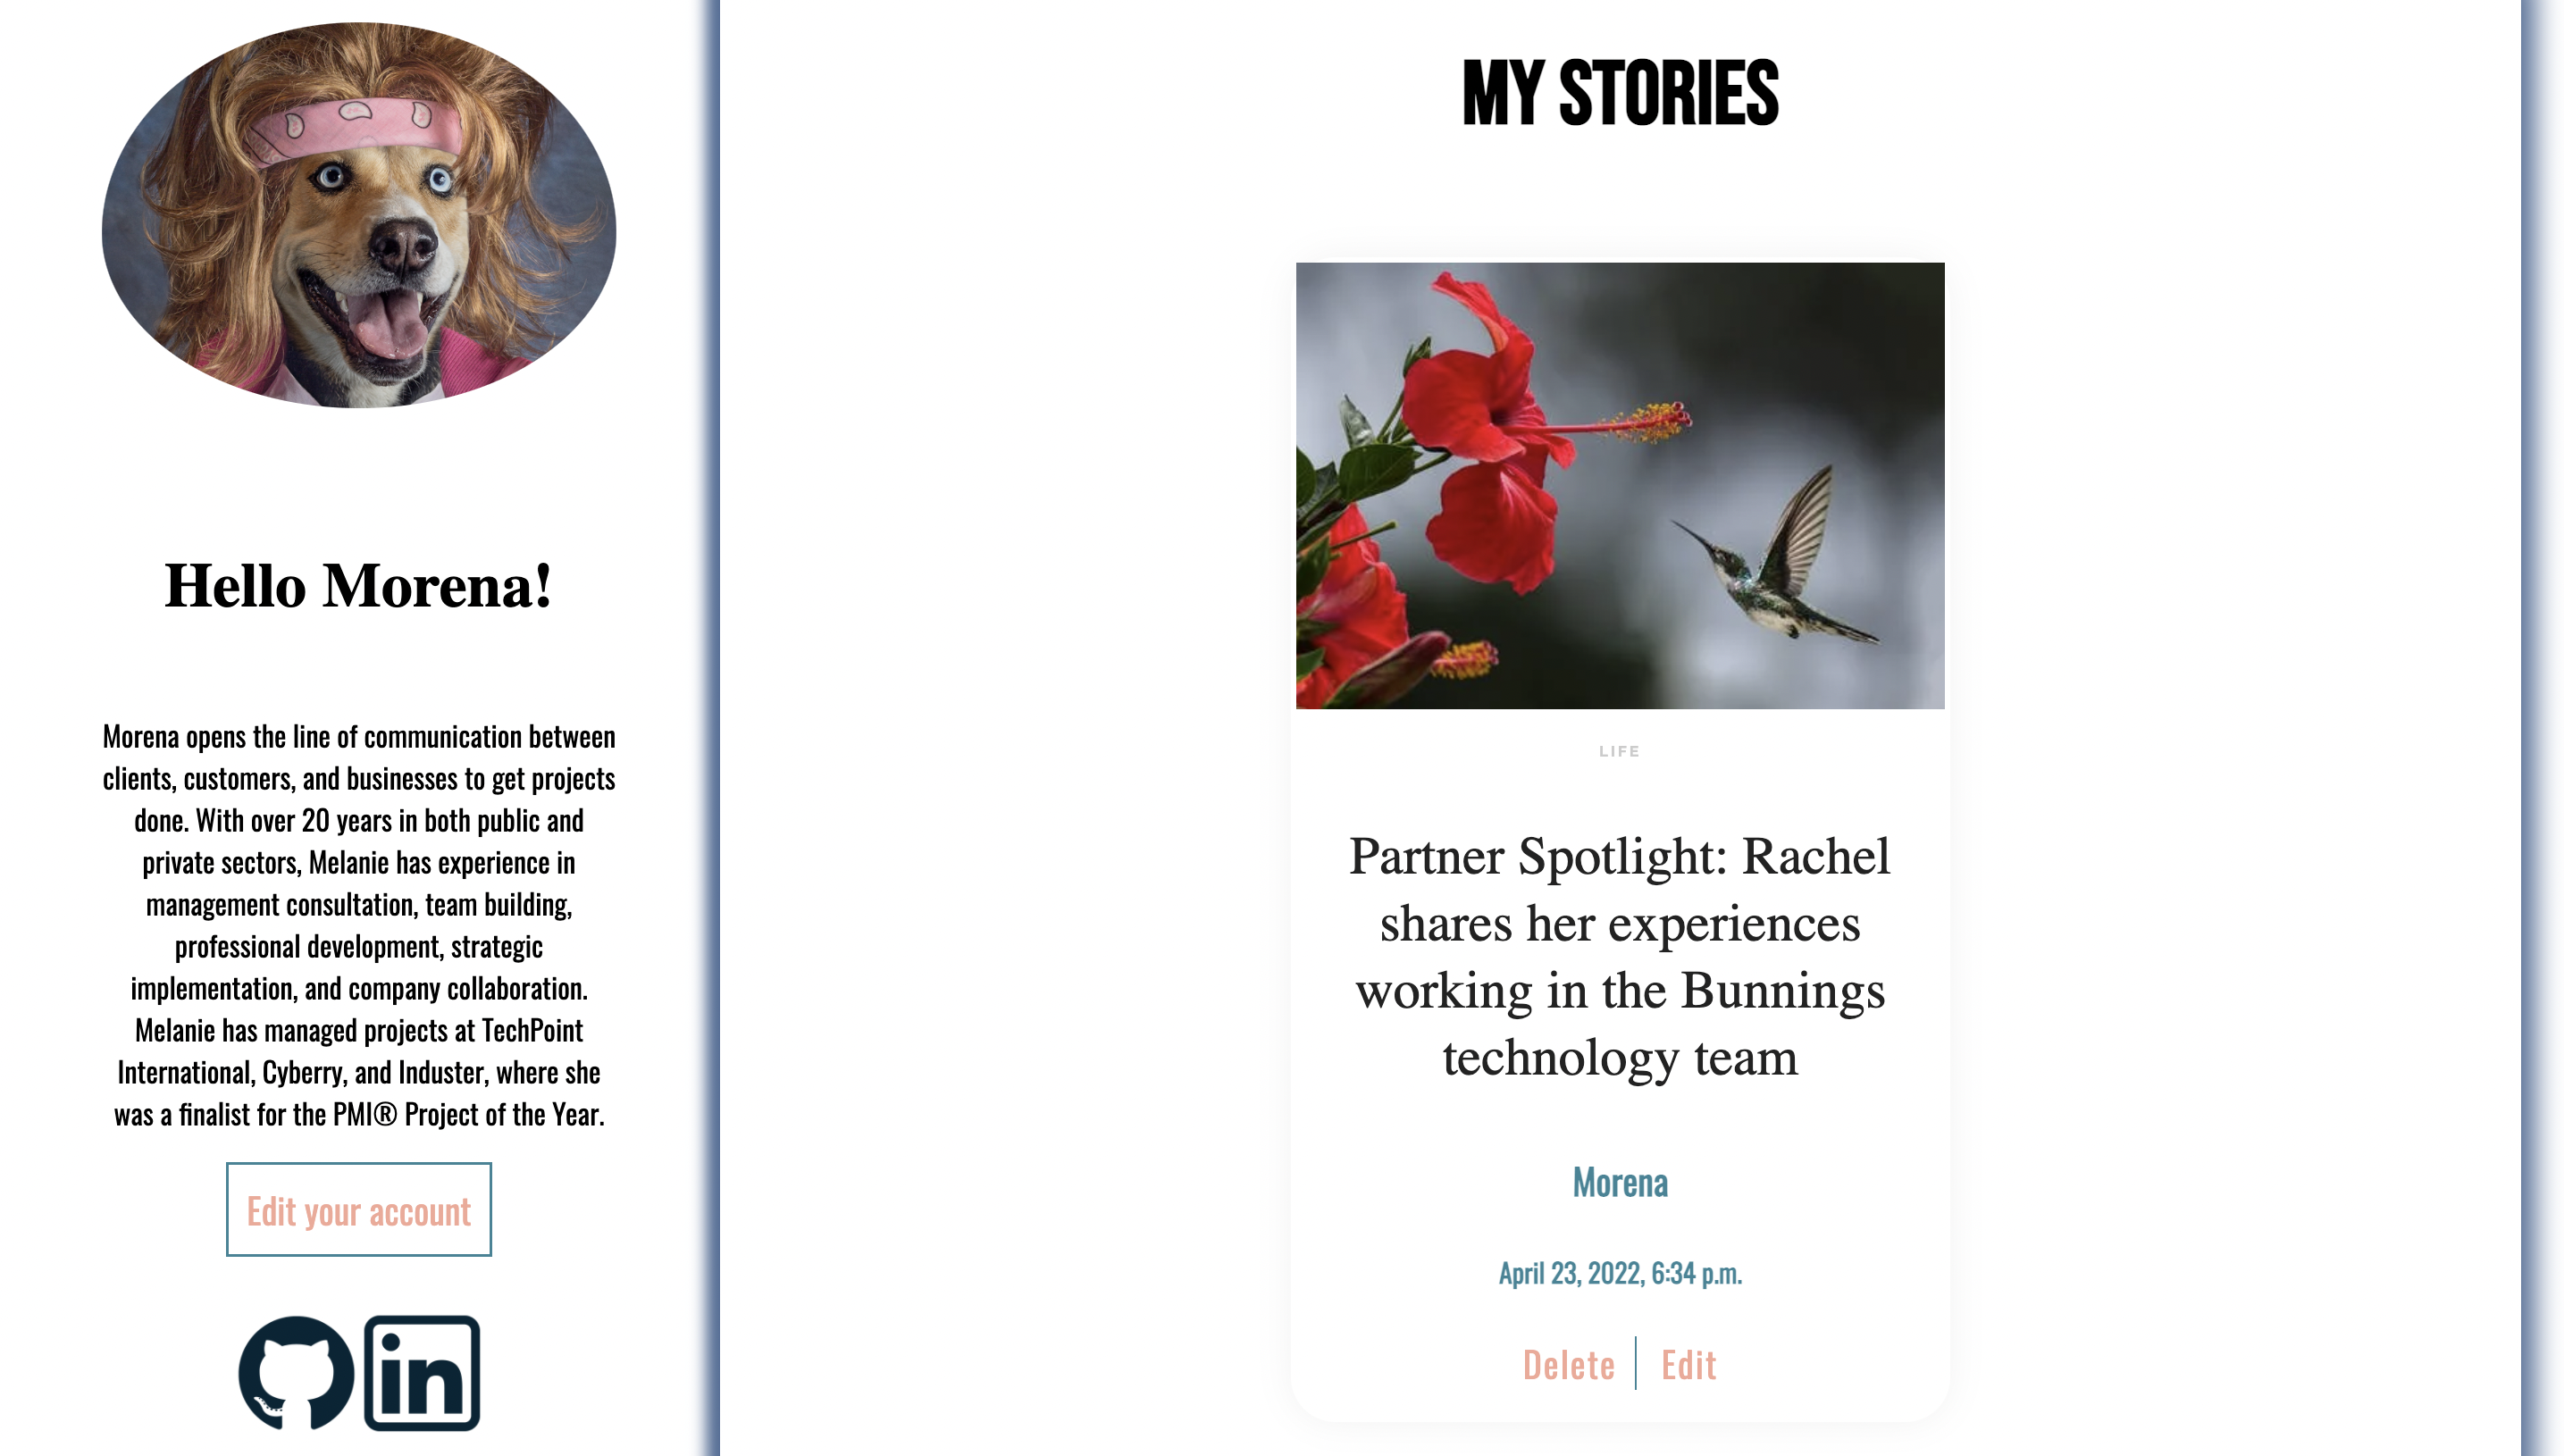 Hello Morena!
Morena opens the line of communication between
clients, customers, and businesses to get projects
done. With over 20 years in both public and
private sectors, Melanie has experience in
management consultation, team building,
professional development, strategic
implementation, and company collaboration.
Melanie has managed projects at TechPoint
International, Cyberry, and Induster, where she
was a finalist for the PMI® Project of the Year.
Edit your account
in
MY STORIES
LIFE
Partner Spotlight: Rachel
shares her experiences
working in the Bunnings
technology team
Morena
April 23, 2022, 6:34 p.m.
Delete | Edit